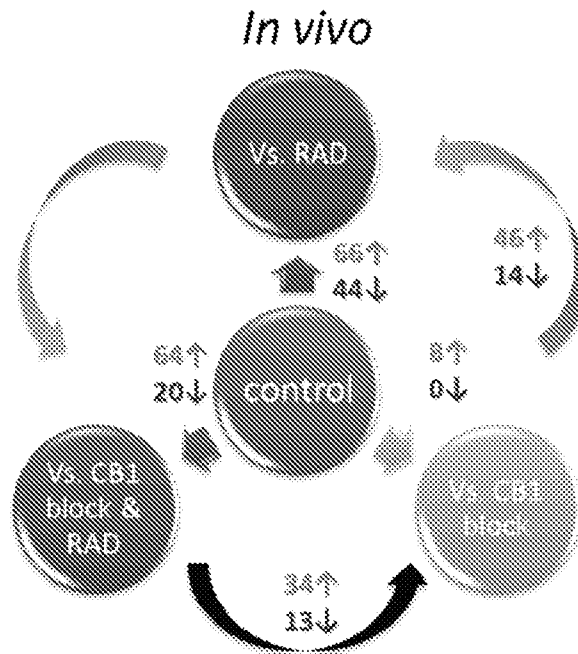 In vivo
Vs. RAD
66↑
44↓
46↑
14↓
64↑
20↓
control
8↑
0↓
Vs. CB1
block &
RAD
Vs. CB1
block
34↑
13↓